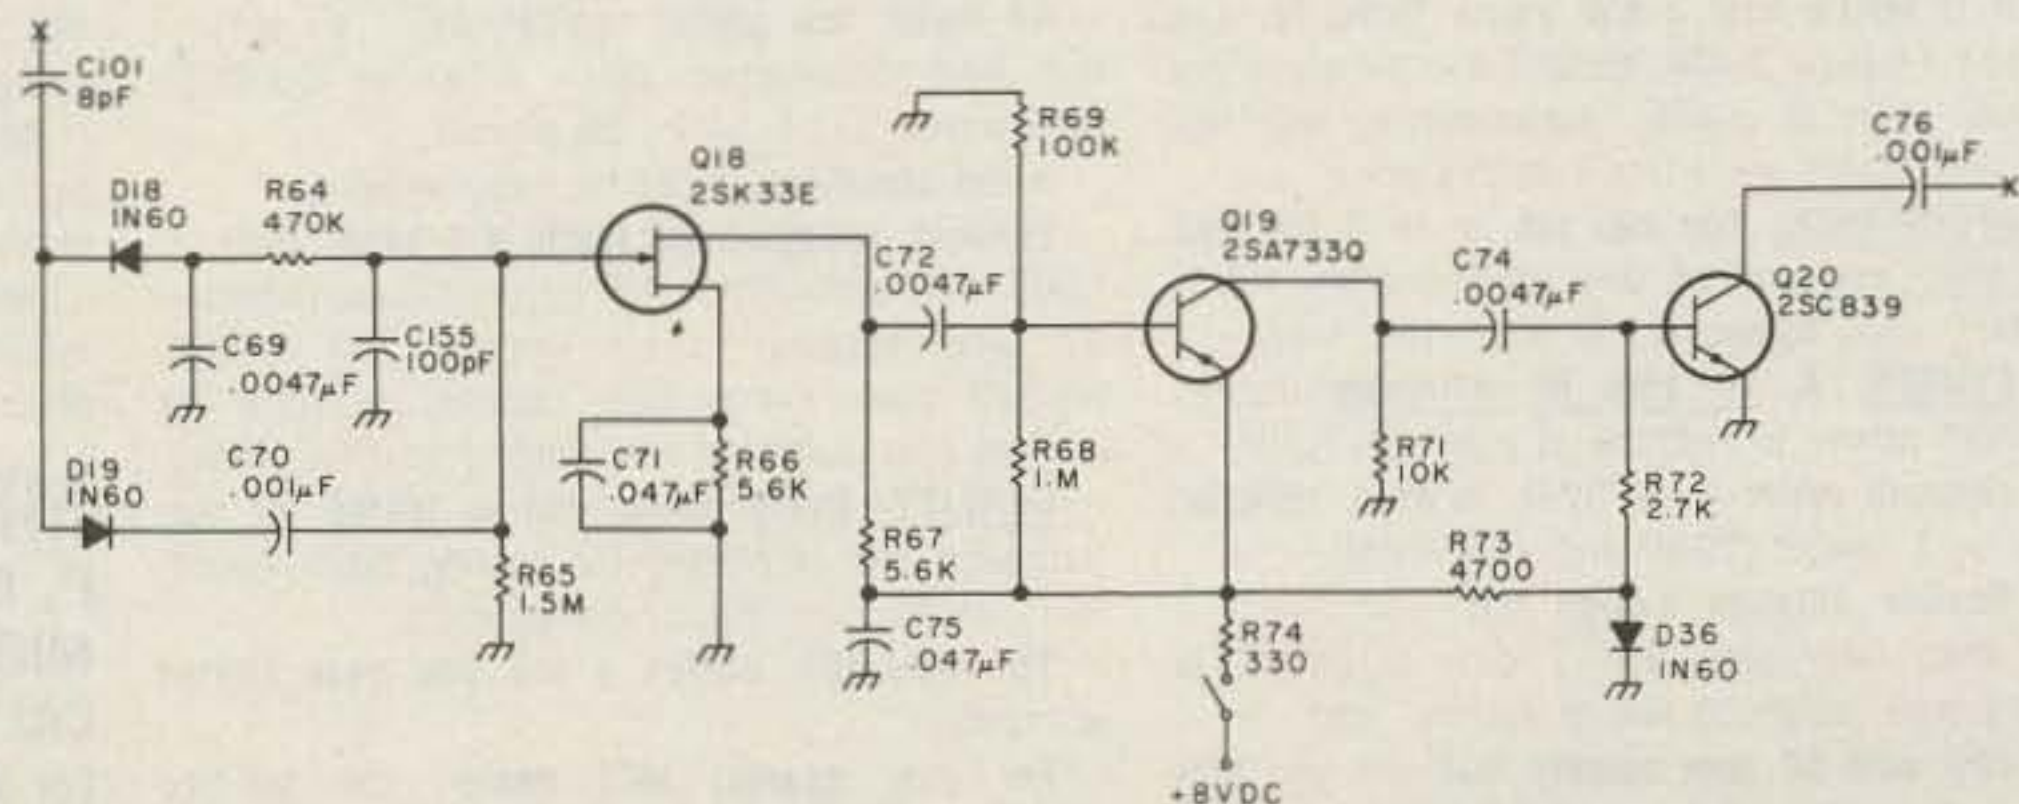 C101
8pF
D18
1N60
R64
470K
Q18
2SK33E
R69
100K
C76
.001µF
C69
.0047µF
C155
100pF
C72
.0047µF
Q19
2SA733Q
C74
.0047µF
Q20
2SC839
D19
1N60
C70
.001µF
C71
.047µF
R66
5.6K
R68
1.M
R71
10K
R72
2.7K
R65
1.5M
R67
5.6K
R73
4700
C75
.047µF
R74
330
D36
1N60
+8VDC